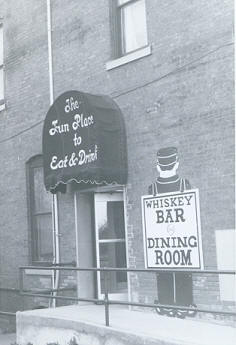 The
Fun Place
to
Eat & Drink
WHISKEY
BAR
DINING
ROOM